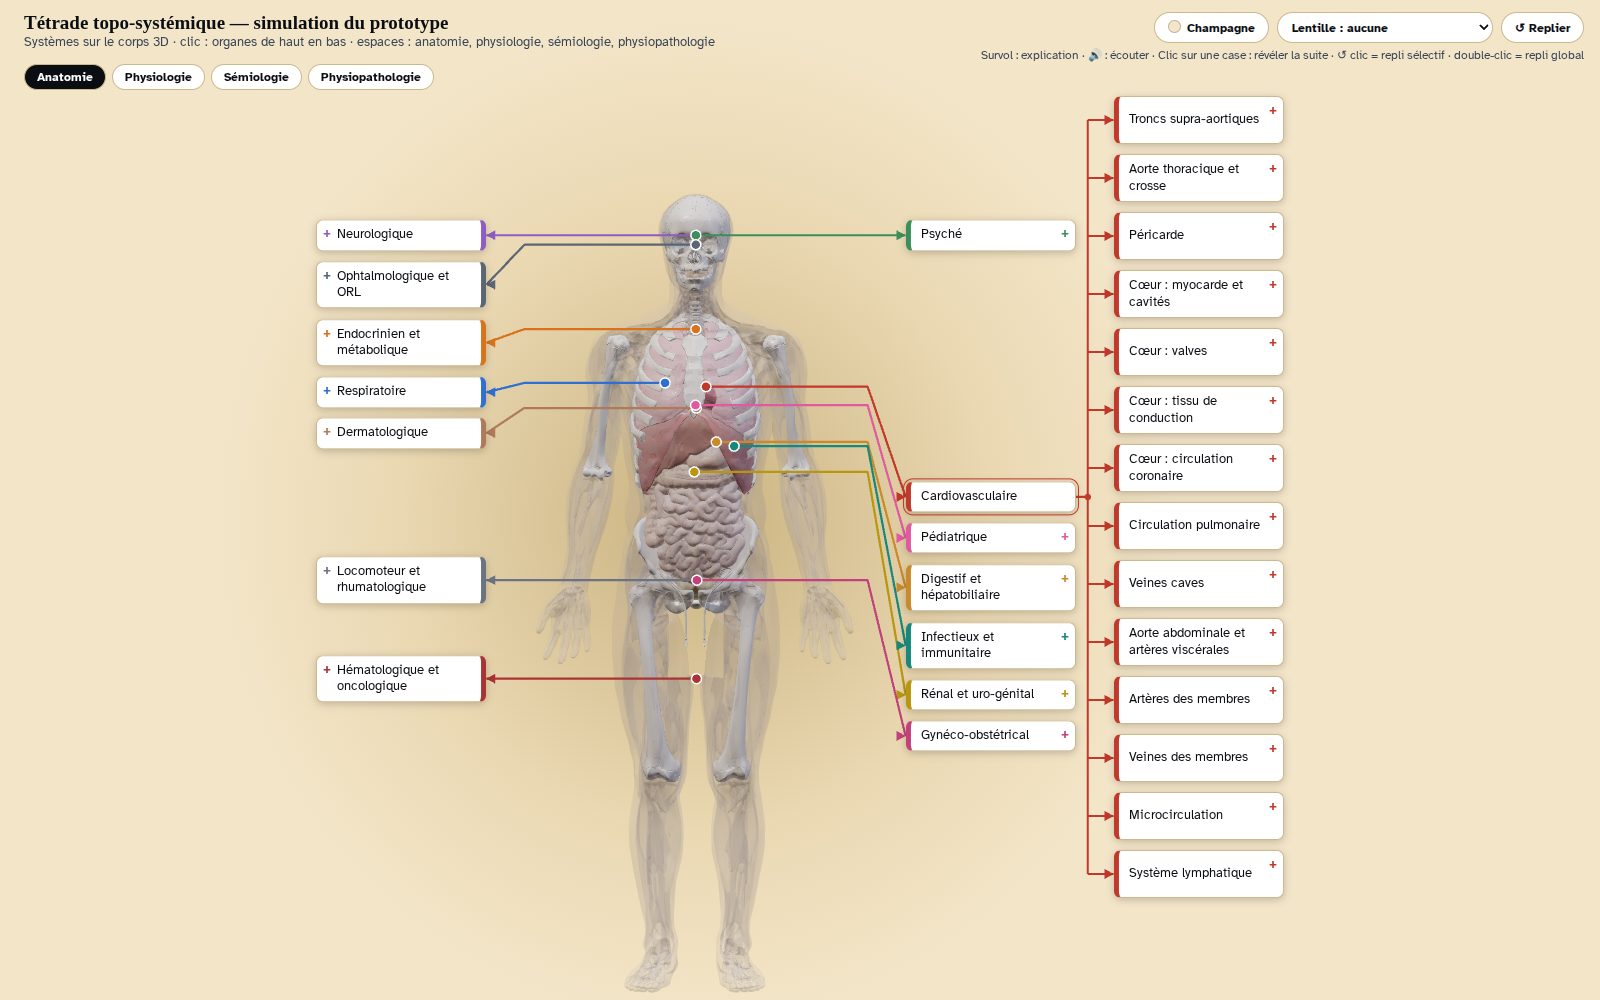 Tétrade topo-systémique — simulation du prototype
Systèmes sur le corps 3D · clic : organes de haut en bas · espaces : anatomie, physiologie, sémiologie, physiopathologie
Champagne
Lentille : aucune
↺ Replier
Survol : explication · 🔊 : écouter · Clic sur une case : révéler la suite · ↺ clic = repli sélectif · double-clic = repli global
Anatomie
Physiologie
Sémiologie
Physiopathologie
+ Neurologique
+ Ophtalmologique et
ORL
+ Endocrinien et
métabolique
+ Respiratoire
+ Dermatologique
+ Locomoteur et
rhumatologique
+ Hématologique et
oncologique
Psyché +
Cardiovasculaire
Pédiatrique +
Digestif et +
hépatobiliaire
Infectieux et +
immunitaire
Rénal et uro-génital +
Gynéco-obstétrical +
Troncs supra-aortiques +
Aorte thoracique et +
crosse
Péricarde +
Cœur : myocarde et +
cavités
Cœur : valves +
Cœur : tissu de +
conduction
Cœur : circulation +
coronaire
Circulation pulmonaire +
Veines caves +
Aorte abdominale et +
artères viscérales
Artères des membres +
Veines des membres +
Microcirculation +
Système lymphatique +